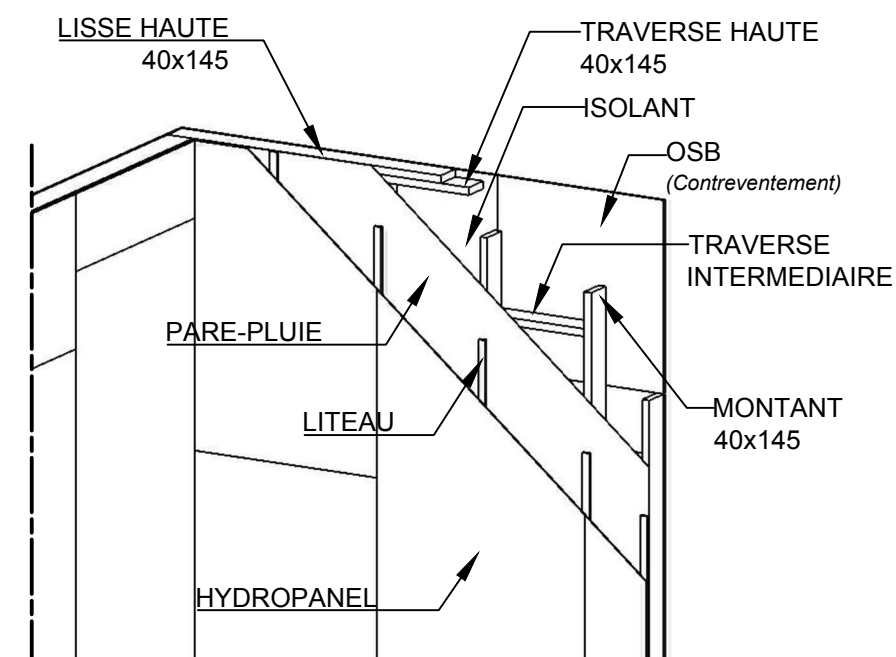 LISSE HAUTE
40x145
TRAVERSE HAUTE
40x145
ISOLANT
OSB
(Contreventement)
TRAVERSE
INTERMEDIAIRE
PARE-PLUIE
LITEAU
MONTANT
40x145
HYDROPANEL